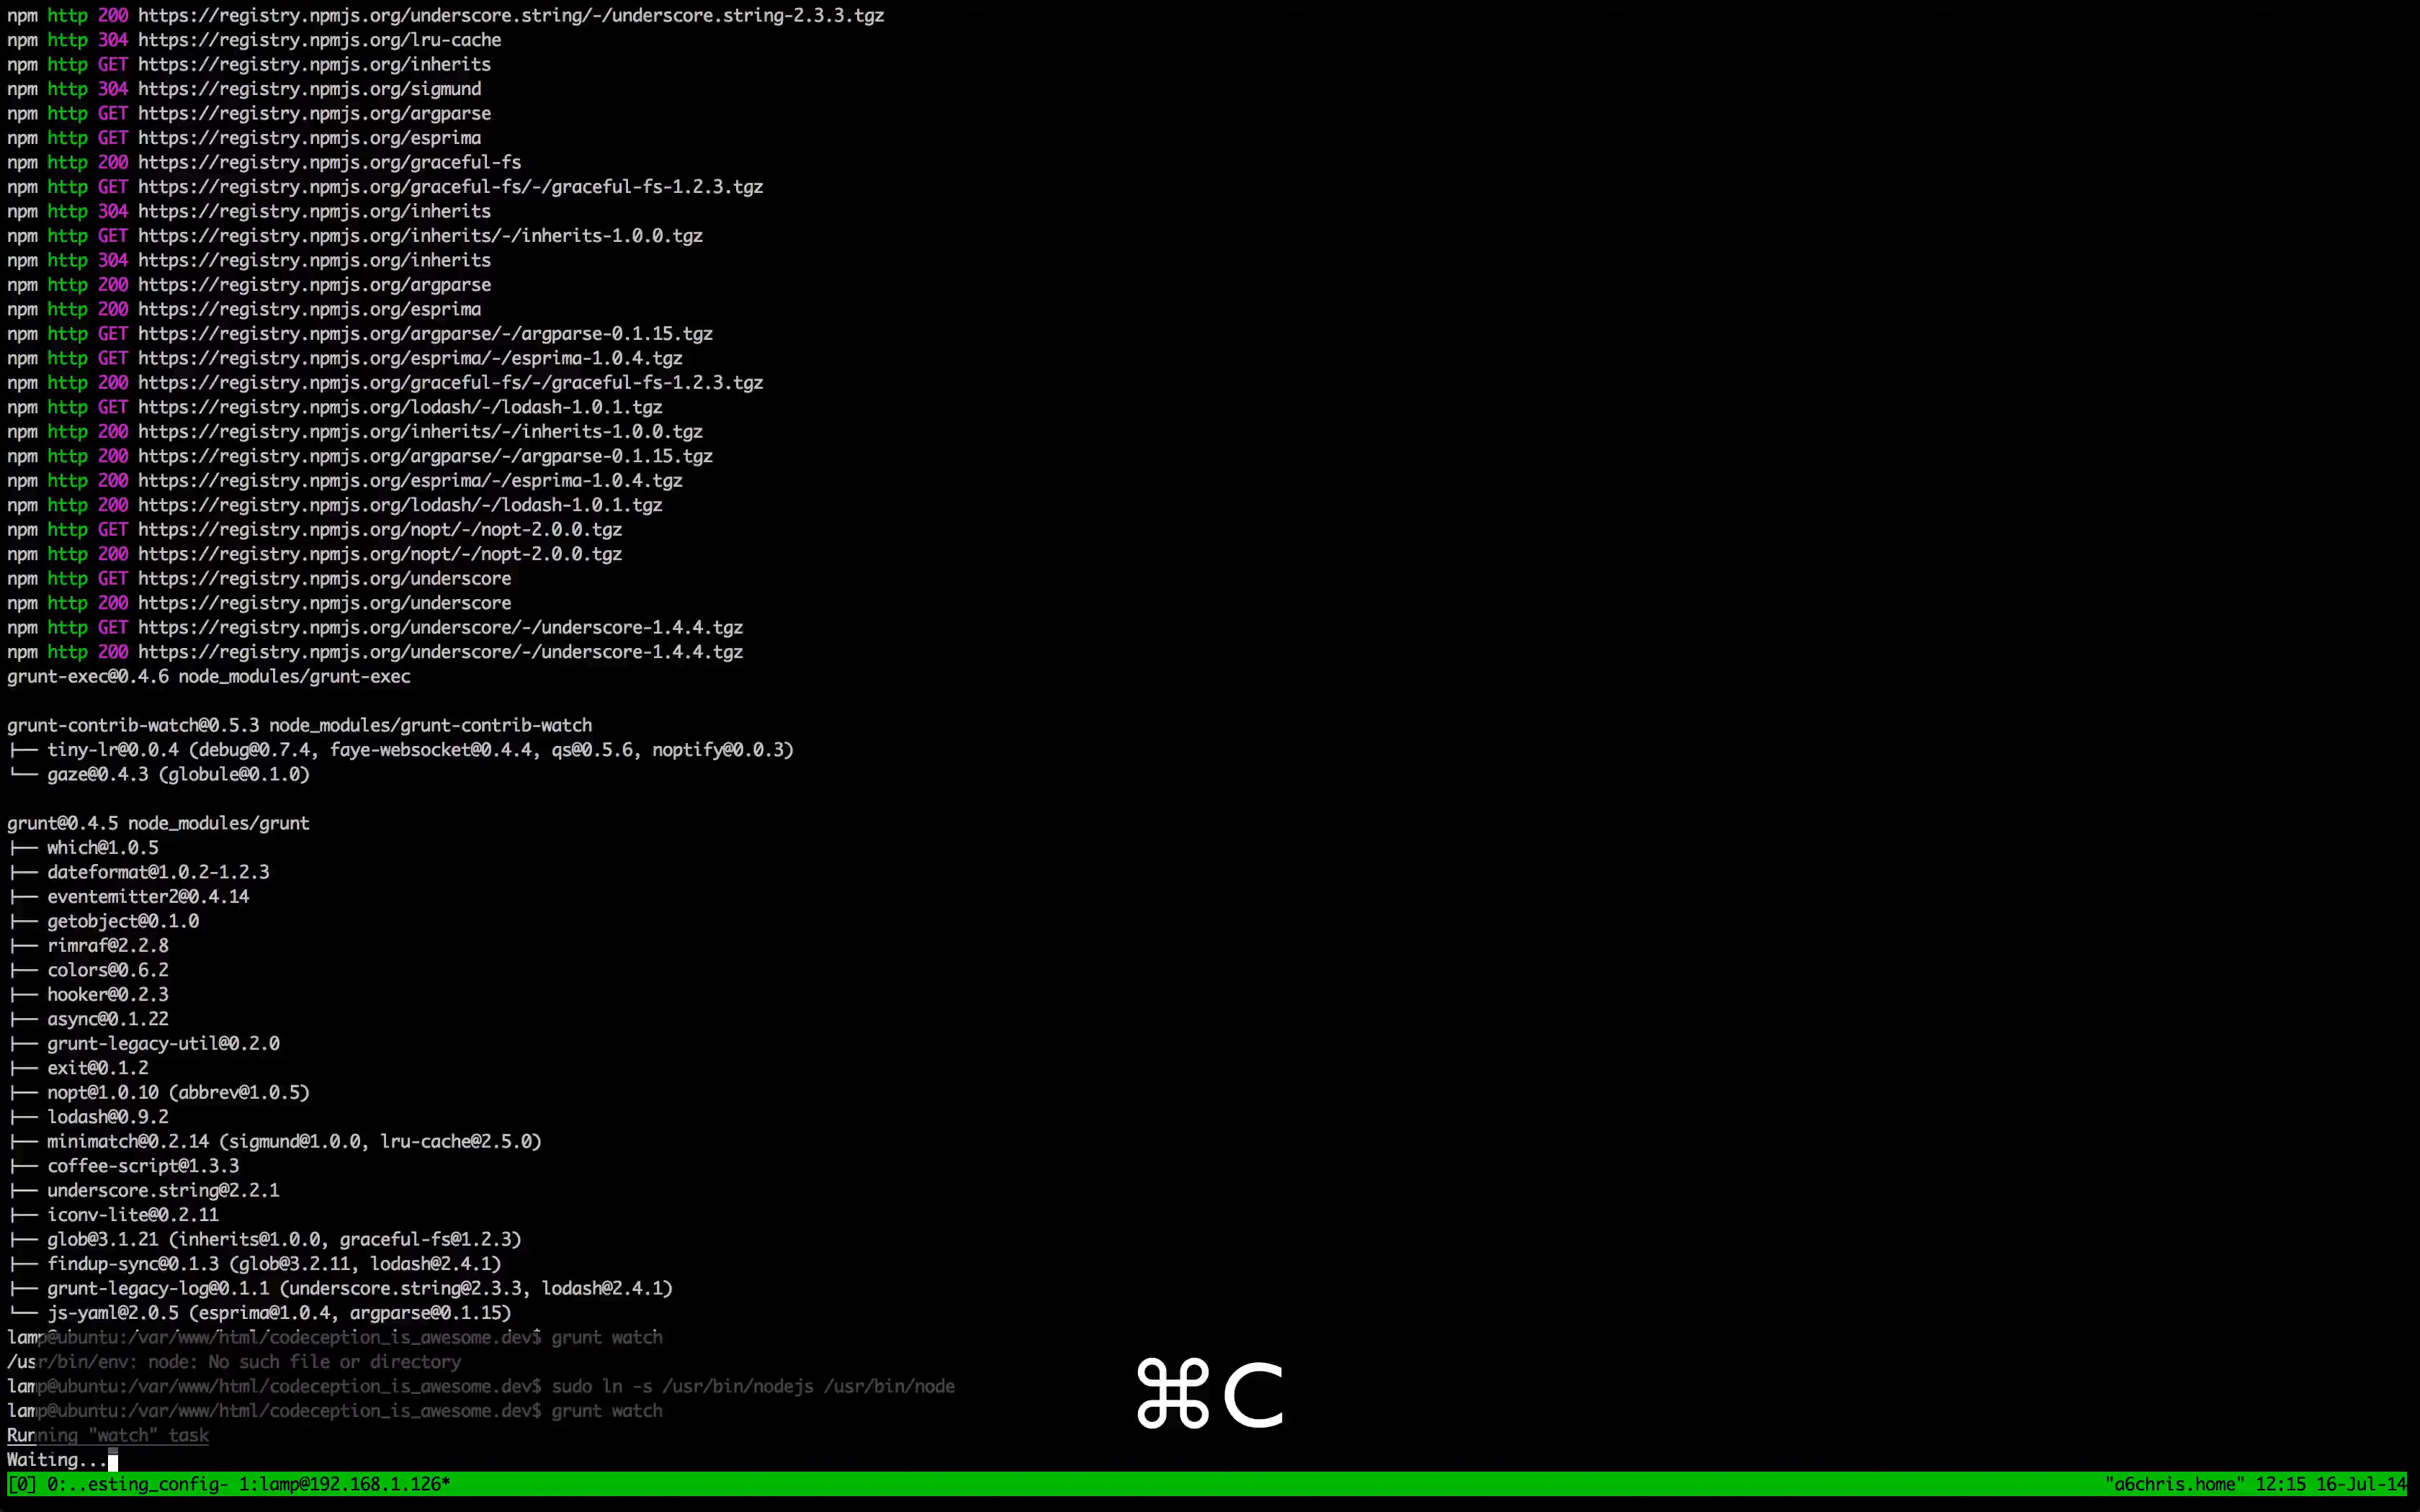 npm http 200 https://registry.npmjs.org/underscore.string/-/underscore.string-2.3.3.tgz
npm http 304 https://registry.npmjs.org/lru-cache
npm http GET https://registry.npmjs.org/inherits
npm http 304 https://registry.npmjs.org/sigmund
npm http GET https://registry.npmjs.org/argparse
npm http GET https://registry.npmjs.org/esprima
npm http 200 https://registry.npmjs.org/graceful-fs
npm http GET https://registry.npmjs.org/graceful-fs/-/graceful-fs-1.2.3.tgz
npm http 304 https://registry.npmjs.org/inherits
npm http GET https://registry.npmjs.org/inherits/-/inherits-1.0.0.tgz
npm http 304 https://registry.npmjs.org/inherits
npm http 200 https://registry.npmjs.org/argparse
npm http 200 https://registry.npmjs.org/esprima
npm http GET https://registry.npmjs.org/argparse/-/argparse-0.1.15.tgz
npm http GET https://registry.npmjs.org/esprima/-/esprima-1.0.4.tgz
npm http 200 https://registry.npmjs.org/graceful-fs/-/graceful-fs-1.2.3.tgz
npm http GET https://registry.npmjs.org/lodash/-/lodash-1.0.1.tgz
npm http 200 https://registry.npmjs.org/inherits/-/inherits-1.0.0.tgz
npm http 200 https://registry.npmjs.org/argparse/-/argparse-0.1.15.tgz
npm http 200 https://registry.npmjs.org/esprima/-/esprima-1.0.4.tgz
npm http 200 https://registry.npmjs.org/lodash/-/lodash-1.0.1.tgz
npm http GET https://registry.npmjs.org/nopt/-/nopt-2.0.0.tgz
npm http 200 https://registry.npmjs.org/nopt/-/nopt-2.0.0.tgz
npm http GET https://registry.npmjs.org/underscore
npm http 200 https://registry.npmjs.org/underscore
npm http GET https://registry.npmjs.org/underscore/-/underscore-1.4.4.tgz
npm http 200 https://registry.npmjs.org/underscore/-/underscore-1.4.4.tgz
grunt-exec@0.4.6 node_modules/grunt-exec
grunt-contrib-watch@0.5.3 node_modules/grunt-contrib-watch
├── tiny-lr@0.0.4 (debug@0.7.4, faye-websocket@0.4.4, qs@0.5.6, noptify@0.0.3)
└── gaze@0.4.3 (globule@0.1.0)
grunt@0.4.5 node_modules/grunt
├── which@1.0.5
├── dateformat@1.0.2-1.2.3
├── eventemitter2@0.4.14
├── getobject@0.1.0
├── rimraf@2.2.8
├── colors@0.6.2
├── hooker@0.2.3
├── async@0.1.22
├── grunt-legacy-util@0.2.0
├── exit@0.1.2
├── nopt@1.0.10 (abbrev@1.0.5)
├── lodash@0.9.2
├── minimatch@0.2.14 (sigmund@1.0.0, lru-cache@2.5.0)
├── coffee-script@1.3.3
├── underscore.string@2.2.1
├── iconv-lite@0.2.11
├── glob@3.1.21 (inherits@1.0.0, graceful-fs@1.2.3)
├── findup-sync@0.1.3 (glob@3.2.11, lodash@2.4.1)
├── grunt-legacy-log@0.1.1 (underscore.string@2.3.3, lodash@2.4.1)
└── js-yaml@2.0.5 (esprima@1.0.4, argparse@0.1.15)
lamp@ubuntu:/var/www/html/codeception_is_awesome.dev$ grunt watch
/usr/bin/env: node: No such file or directory
lamp@ubuntu:/var/www/html/codeception_is_awesome.dev$ sudo ln -s /usr/bin/nodejs /usr/bin/node
lamp@ubuntu:/var/www/html/codeception_is_awesome.dev$ grunt watch
Running "watch" task
Waiting...
⌘C
[0] 0:..esting_config- 1:lamp@192.168.1.126* "a6chris.home" 12:15 16-Jul-14